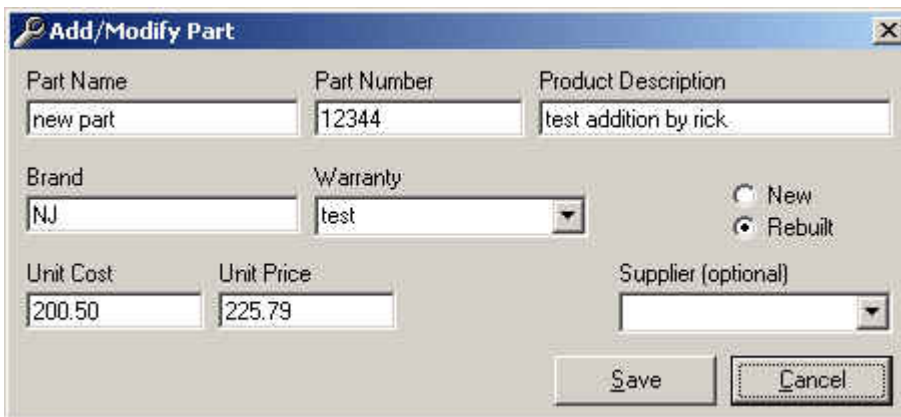 Add/Modify Part
Part Name Part Number Product Description
new part 12344 test addition by rick
Brand Warranty
NJ test
New
Rebuilt
Unit Cost Unit Price Supplier (optional)
200.50 225.79
Save Cancel